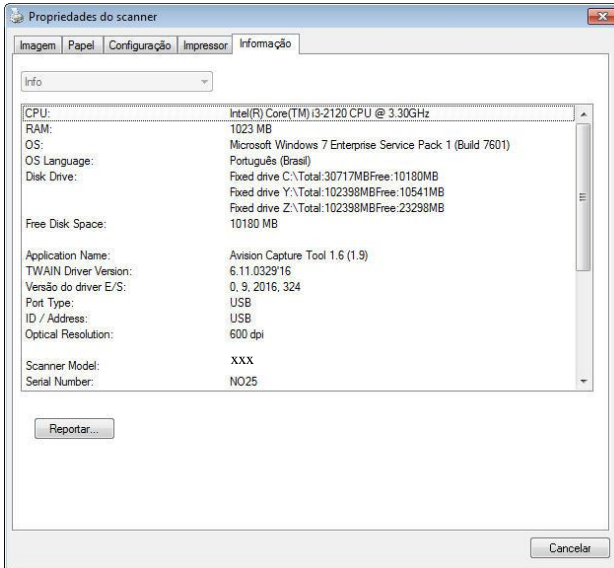 Propriedades do scanner
Imagem Papel Configuração Impressor Informação
Info
CPU: Intel(R) Core(TM) i3-2120 CPU @ 3.30GHz
RAM: 1023 MB
OS: Microsoft Windows 7 Enterprise Service Pack 1 (Build 7601)
OS Language: Português (Brasil)
Disk Drive: Fixed drive C:\Total:30717MBFree:10180MB
Fixed drive Y:\Total:102398MBFree:10541MB
Fixed drive Z:\Total:102398MBFree:23298MB
Free Disk Space: 10180 MB
Application Name: Avision Capture Tool 1.6 (1.9)
TWAIN Driver Version: 6.11.0329'16
Versão do driver E/S: 0, 9, 2016, 324
Port Type: USB
ID / Address: USB
Optical Resolution: 600 dpi
Scanner Model: XXX
Serial Number: NO25
Reportar...
Cancelar